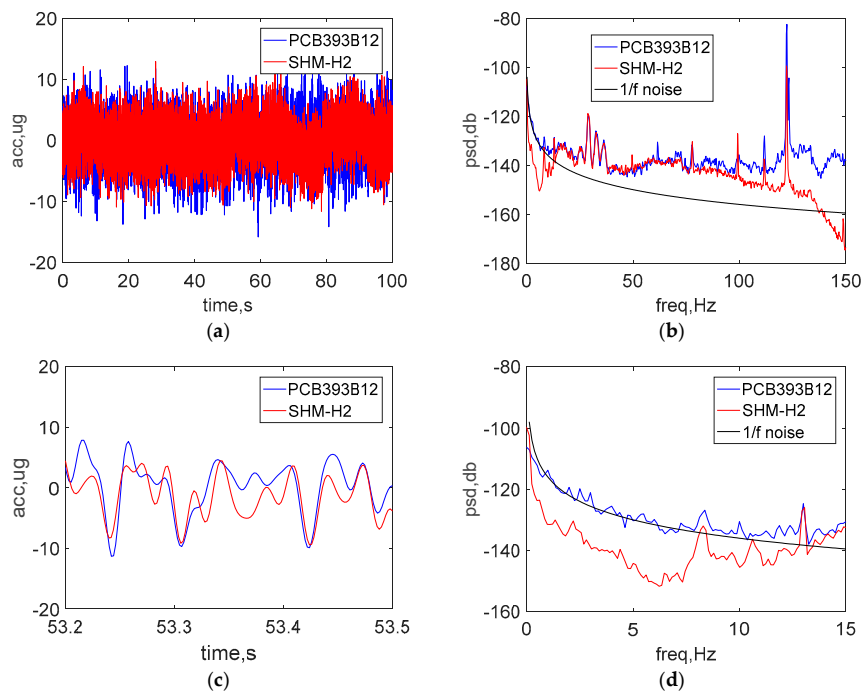 20
10
0
-10
-20
acc,ug
0 20 40 60 80 100
time,s
PCB393B12
SHM-H2
(a)
-80
-100
-120
-140
-160
-180
psd,db
0 50 100 150
freq,Hz
PCB393B12
SHM-H2
1/f noise
(b)
20
10
0
-10
-20
acc,ug
53.2 53.3 53.4 53.5
time,s
PCB393B12
SHM-H2
(c)
-80
-100
-120
-140
-160
psd,db
0 5 10 15
freq,Hz
PCB393B12
SHM-H2
1/f noise
(d)